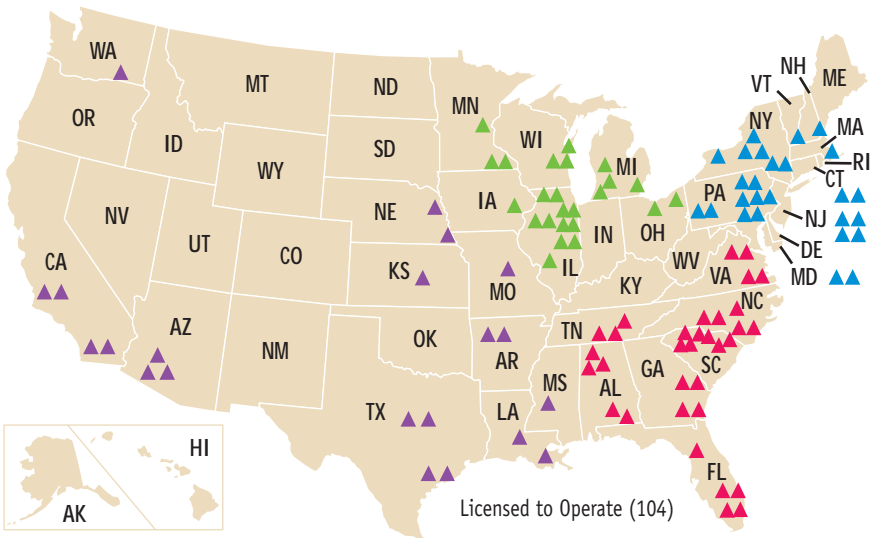 WA
MT
ND
MN
VT
NH
ME
OR
ID
SD
WI
NY
MA
WY
MI
RI
CT
NV
NE
IA
PA
NJ
UT
CO
IL
IN
OH
WV
DE
CA
KS
MO
KY
VA
MD
AZ
NM
OK
AR
TN
NC
SC
TX
LA
MS
AL
GA
HI
AK
FL
Licensed to Operate (104)